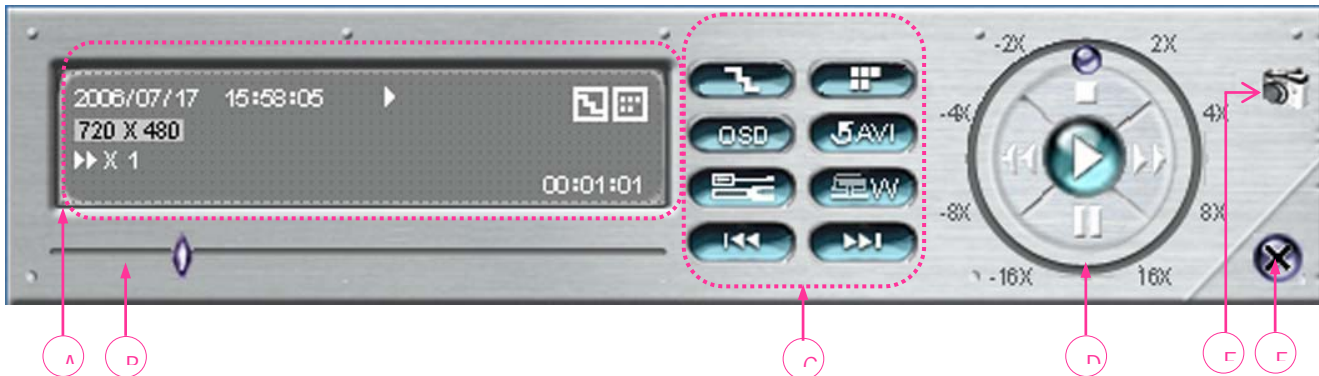 2006/07/17 15:58:05
720 X 480
X 1
00:01:01
OSD
AVI
W
-2X 2X
-4X 4X
-8X 8X
-16X 16X
A
C
D